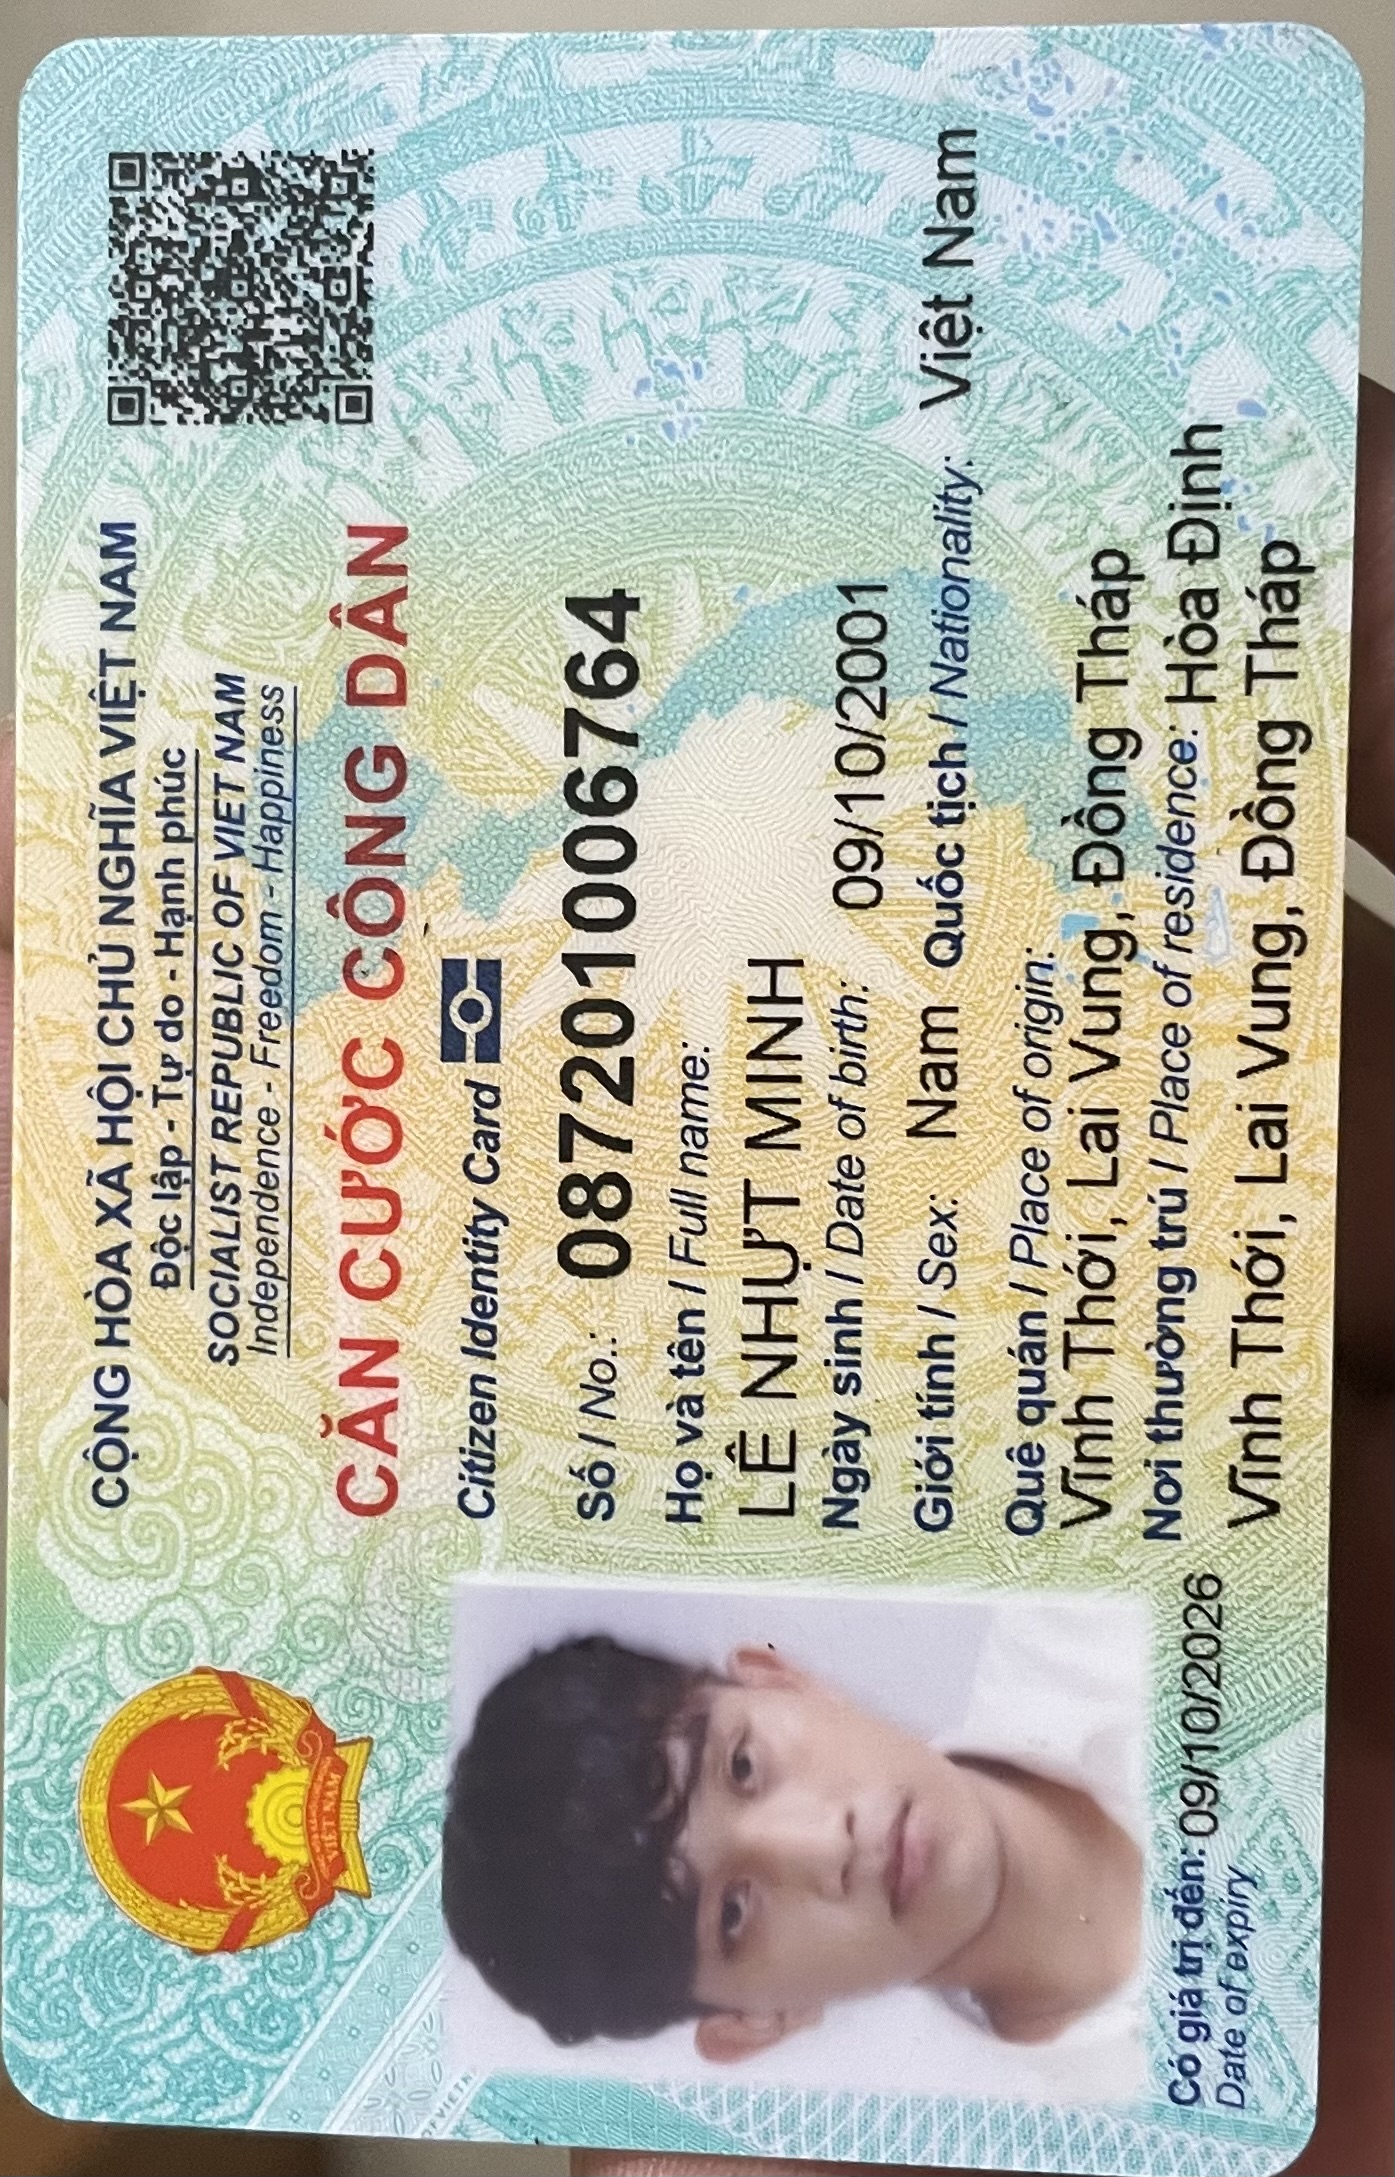 CỘNG HÒA XÃ HỘI CHỦ NGHĨA VIỆT NAM
Độc lập - Tự do - Hạnh phúc
SOCIALIST REPUBLIC OF VIET NAM
Independence - Freedom - Happiness
CĂN CƯỚC CÔNG DÂN
Citizen Identity Card
Số / No.: 087201006764
Họ và tên / Full name:
LÊ NHỰT MINH
Ngày sinh / Date of birth: 09/10/2001
Giới tính / Sex: Nam Quốc tịch / Nationality: Việt Nam
Quê quán / Place of origin:
Vĩnh Thới, Lai Vung, Đồng Tháp
Nơi thường trú / Place of residence: Hòa Định
Vĩnh Thới, Lai Vung, Đồng Tháp
Có giá trị đến: 09/10/2026
Date of expiry
VIỆT NAM